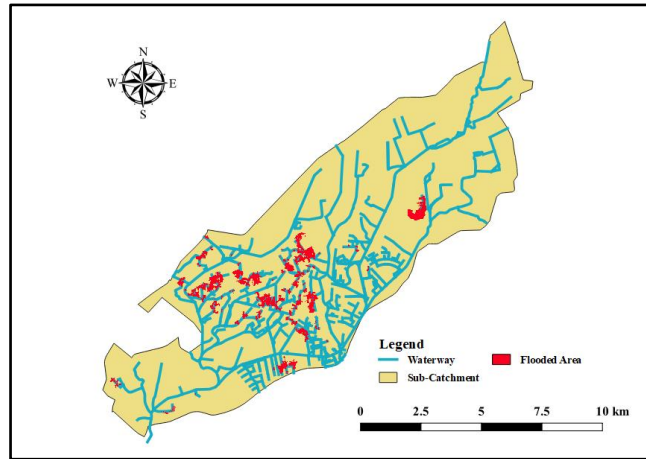 N
W E
S
Legend
Waterway Flooded Area
Sub-Catchment
0 2.5 5 7.5 10 km